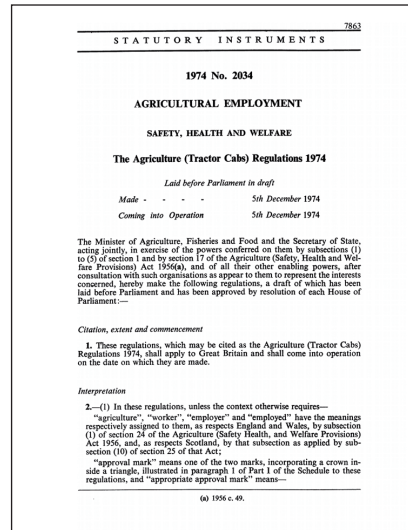 7863
STATUTORY INSTRUMENTS
1974 No. 2034
AGRICULTURAL EMPLOYMENT
SAFETY, HEALTH AND WELFARE
The Agriculture (Tractor Cabs) Regulations 1974
Laid before Parliament in draft
Made - - - - 5th December 1974
Coming into Operation 5th December 1974
The Minister of Agriculture, Fisheries and Food and the Secretary of State,
acting jointly, in exercise of the powers conferred on them by subsections (1)
to (5) of section 1 and by section 17 of the Agriculture (Safety, Health and Wel-
fare Provisions) Act 1956(a), and of all their other enabling powers, after
consultation with such organisations as appear to them to represent the interests
concerned, hereby make the following regulations, a draft of which has been
laid before Parliament and has been approved by resolution of each House of
Parliament:—
Citation, extent and commencement
1. These regulations, which may be cited as the Agriculture (Tractor Cabs)
Regulations 1974, shall apply to Great Britain and shall come into operation
on the date on which they are made.
Interpretation
2.—(1) In these regulations, unless the context otherwise requires—
"agriculture", "worker", "employer" and "employed" have the meanings
respectively assigned to them, as respects England and Wales, by subsection
(1) of section 24 of the Agriculture (Safety Health, and Welfare Provisions)
Act 1956, and, as respects Scotland, by that subsection as applied by sub-
section (10) of section 25 of that Act;
"approval mark" means one of the two marks, incorporating a crown in-
side a triangle, illustrated in paragraph 1 of Part I of the Schedule to these
regulations, and "appropriate approval mark" means—
(a) 1956 c. 49.